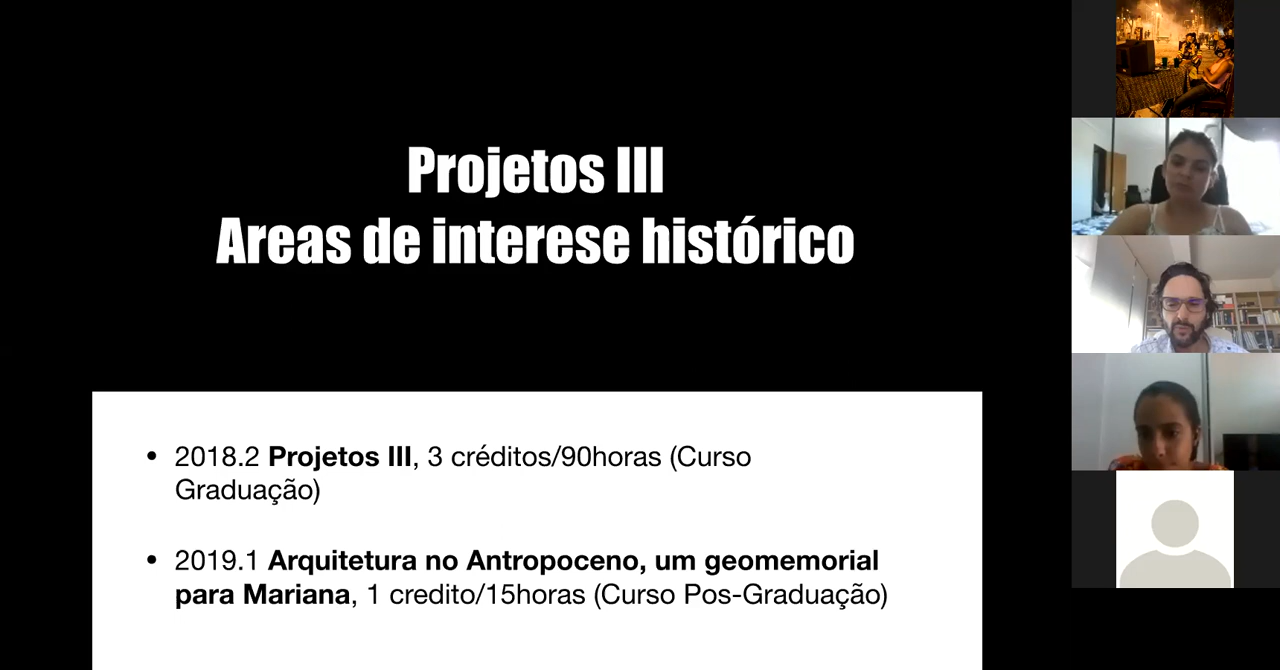 Projetos III
Areas de interese histórico
• 2018.2 Projetos III, 3 créditos/90horas (Curso
Graduação)
• 2019.1 Arquitetura no Antropoceno, um geomemorial
para Mariana, 1 credito/15horas (Curso Pos-Graduação)